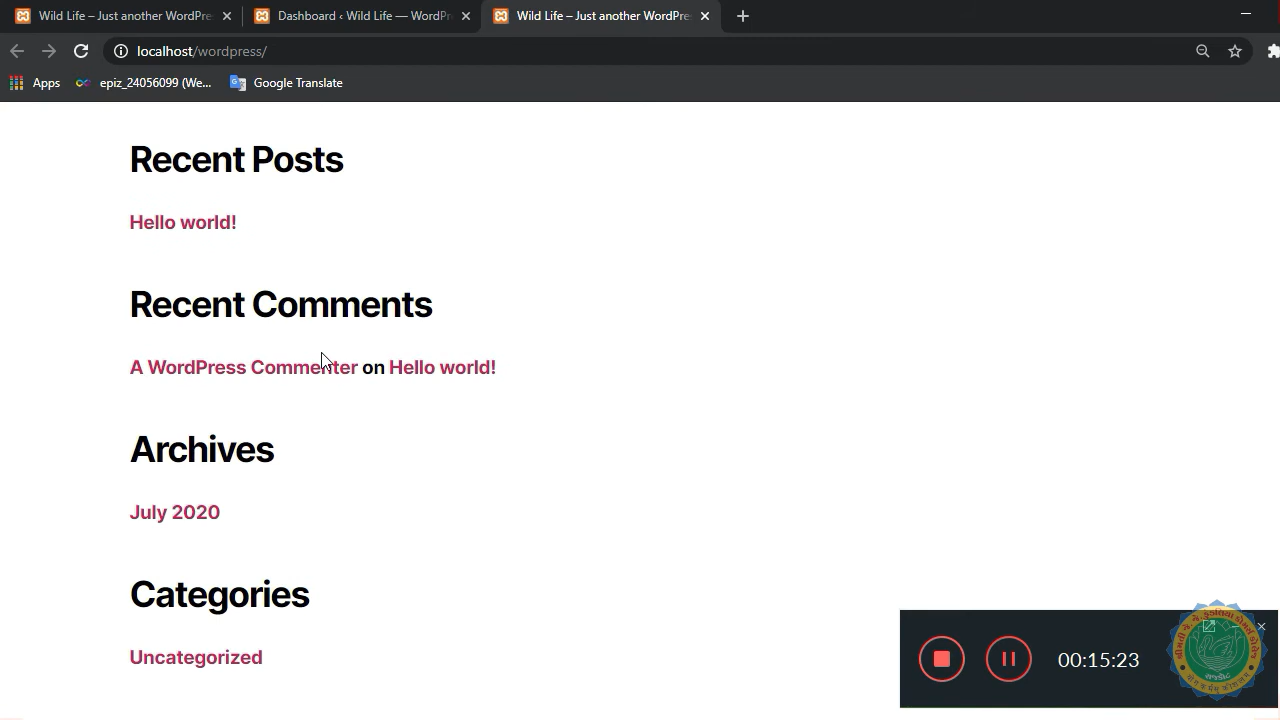 Wild Life – Just another WordPre
Dashboard ‹ Wild Life — WordPr
Wild Life – Just another WordPre
localhost/wordpress/
Apps
epiz_24056099 (We...
Google Translate
Recent Posts
Hello world!
Recent Comments
A WordPress Commenter on Hello world!
Archives
July 2020
Categories
Uncategorized
00:15:23